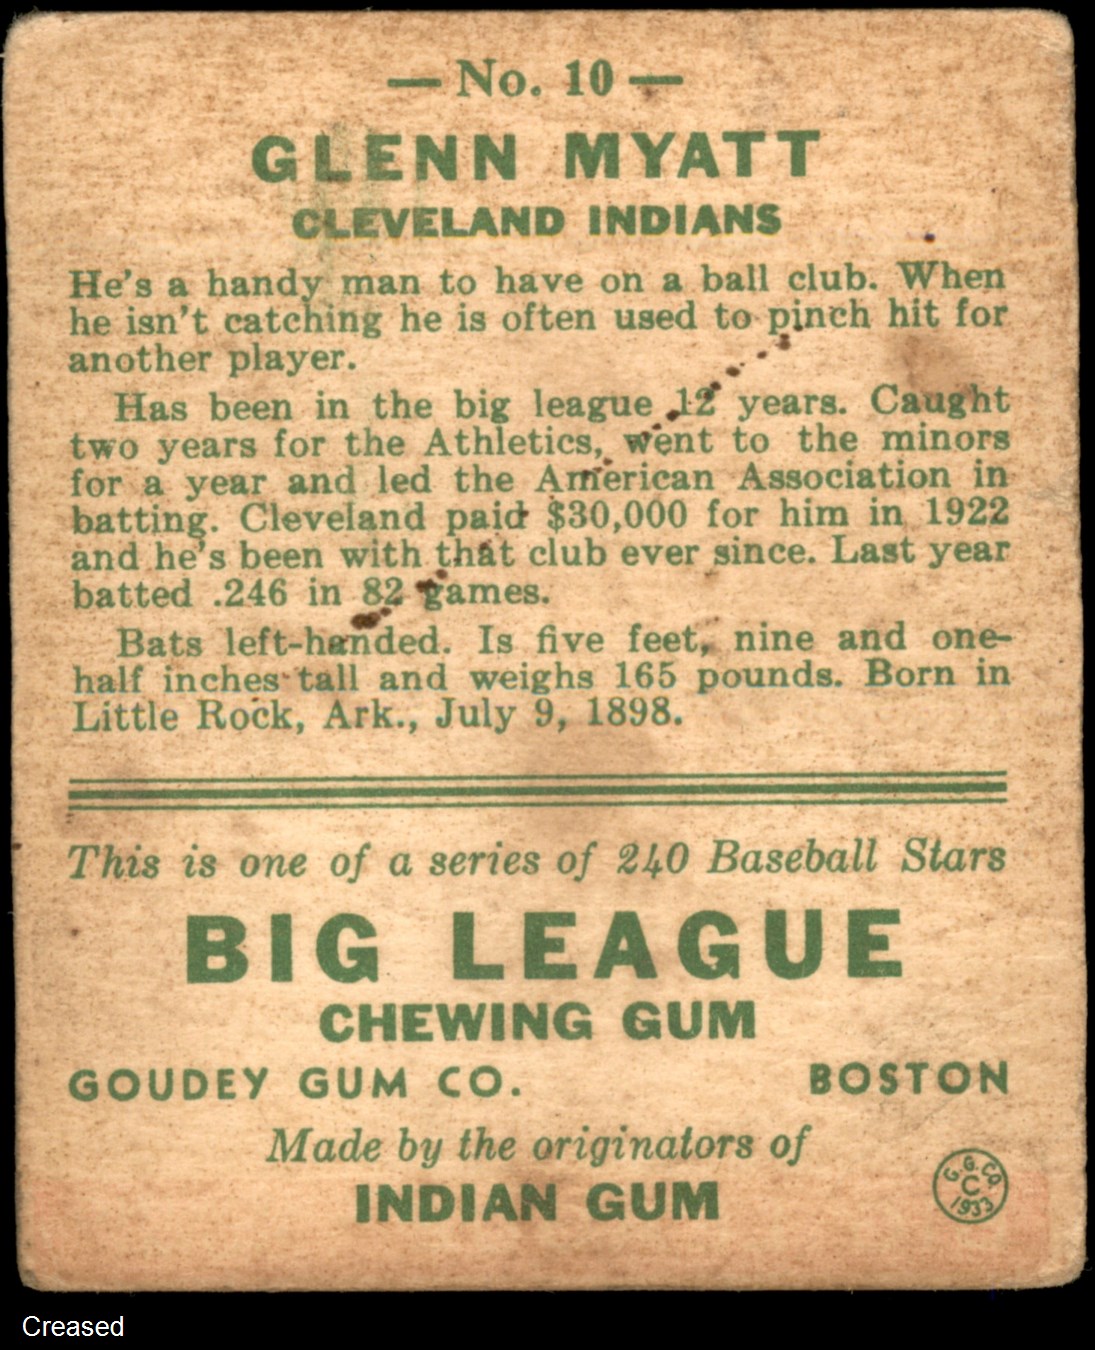 — No. 10 —
GLENN MYATT
CLEVELAND INDIANS
He's a handy man to have on a ball club. When
he isn't catching he is often used to pinch hit for
another player.
Has been in the big league 12 years. Caught
two years for the Athletics, went to the minors
for a year and led the American Association in
batting. Cleveland paid $30,000 for him in 1922
and he's been with that club ever since. Last year
batted .246 in 82 games.
Bats left-handed. Is five feet, nine and one-
half inches tall and weighs 165 pounds. Born in
Little Rock, Ark., July 9, 1898.
This is one of a series of 240 Baseball Stars
BIG LEAGUE
CHEWING GUM
GOUDEY GUM CO. BOSTON
Made by the originators of
INDIAN GUM
G. G. CO.
C
1933
Creased